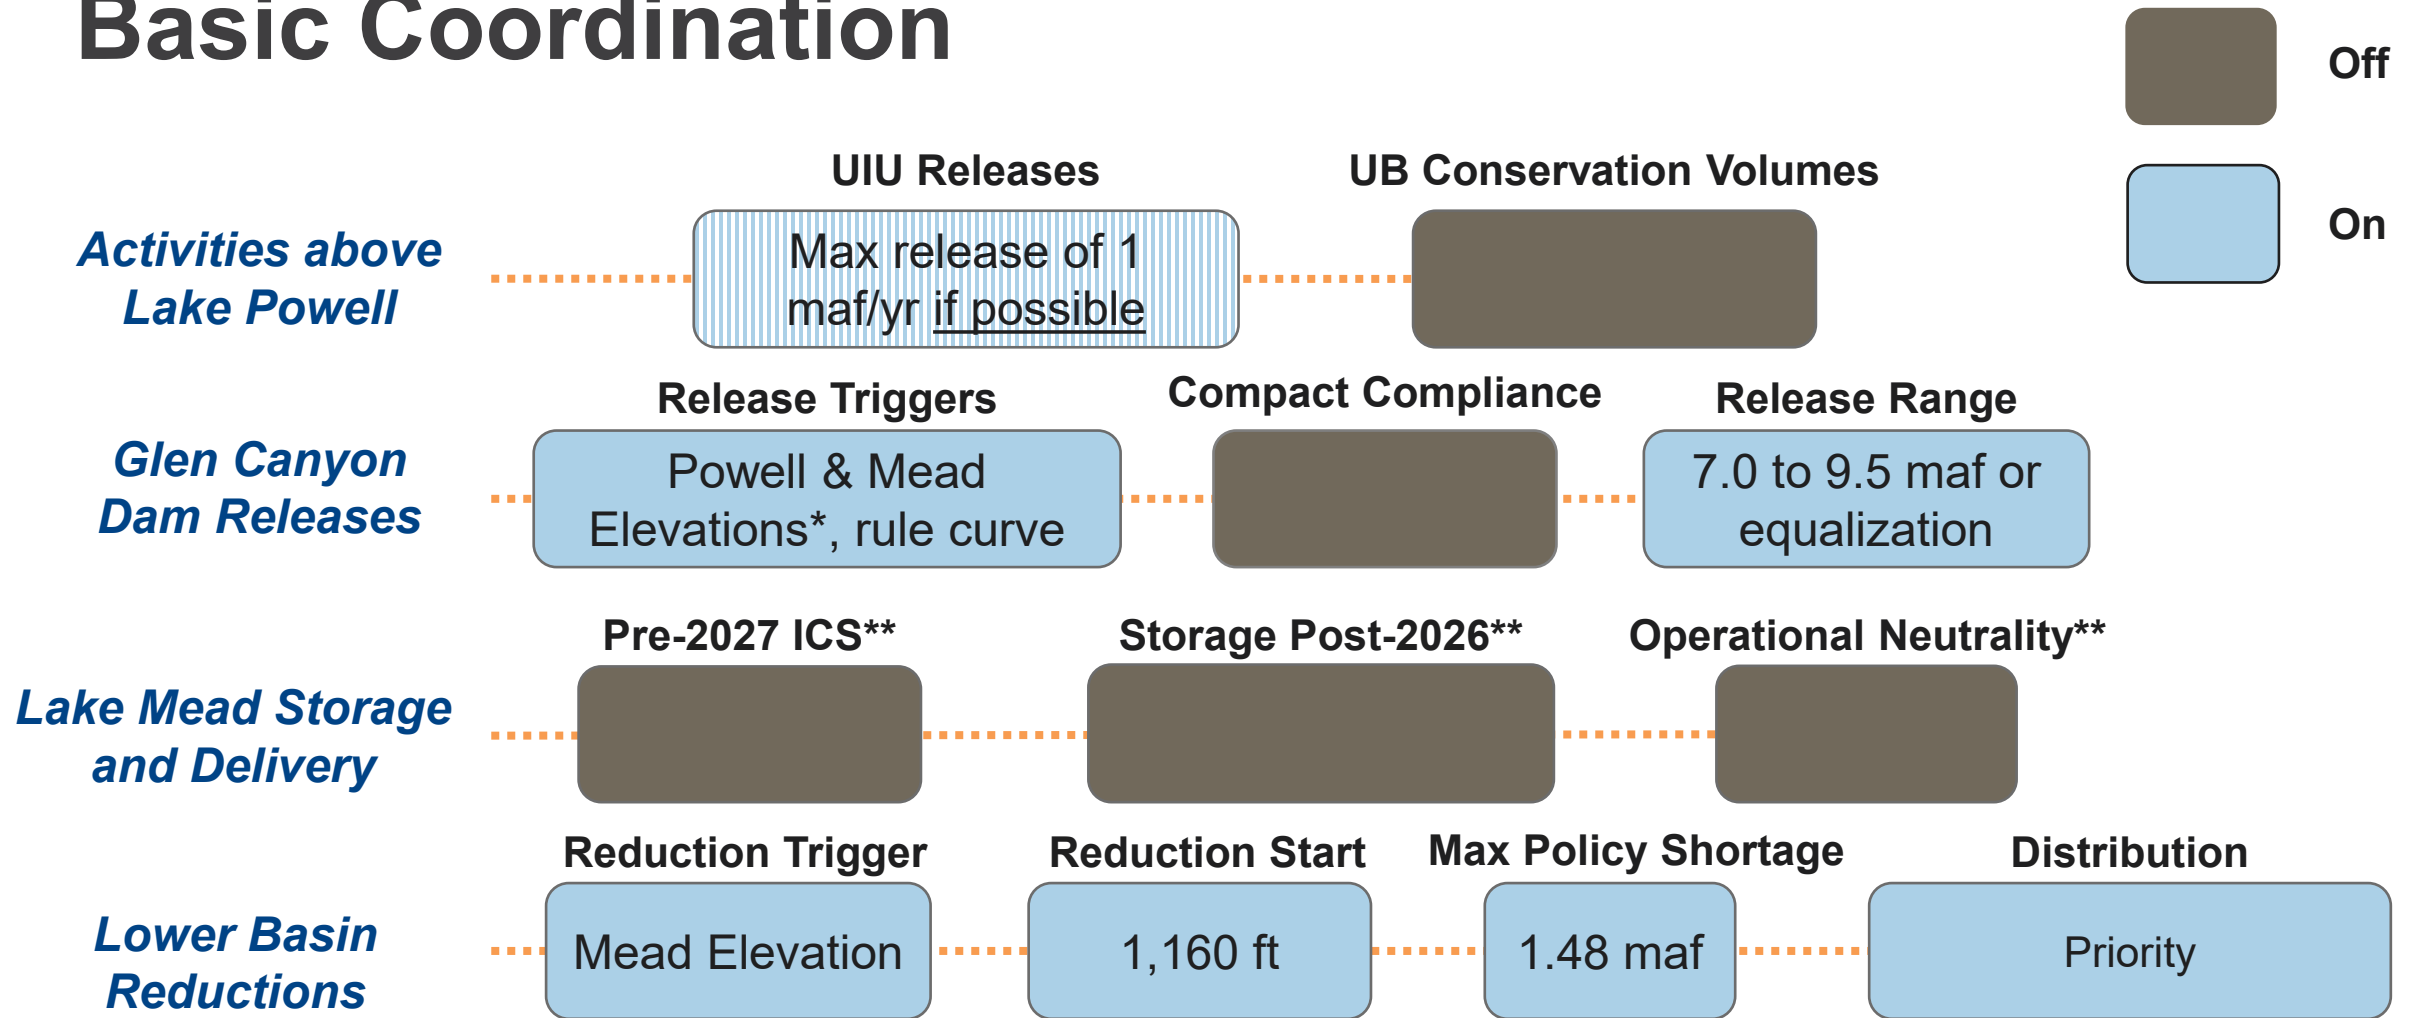 Basic Coordination
Off
On
UIU Releases
UB Conservation Volumes
Activities above
Lake Powell
Max release of 1
maf/yr if possible
Release Triggers
Compact Compliance
Release Range
Glen Canyon
Dam Releases
Powell & Mead
Elevations*, rule curve
7.0 to 9.5 maf or
equalization
Pre-2027 ICS**
Storage Post-2026**
Operational Neutrality**
Lake Mead Storage
and Delivery
Reduction Trigger
Reduction Start
Max Policy Shortage
Distribution
Lower Basin
Reductions
Mead Elevation
1,160 ft
1.48 maf
Priority